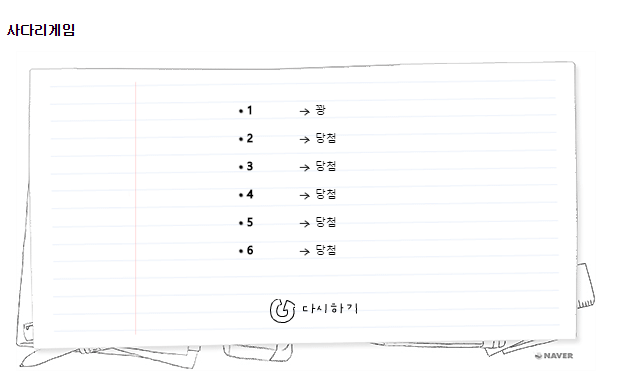 사다리게임
• 1 → 꽝
• 2 → 당첨
• 3 → 당첨
• 4 → 당첨
• 5 → 당첨
• 6 → 당첨
다시하기
NAVER